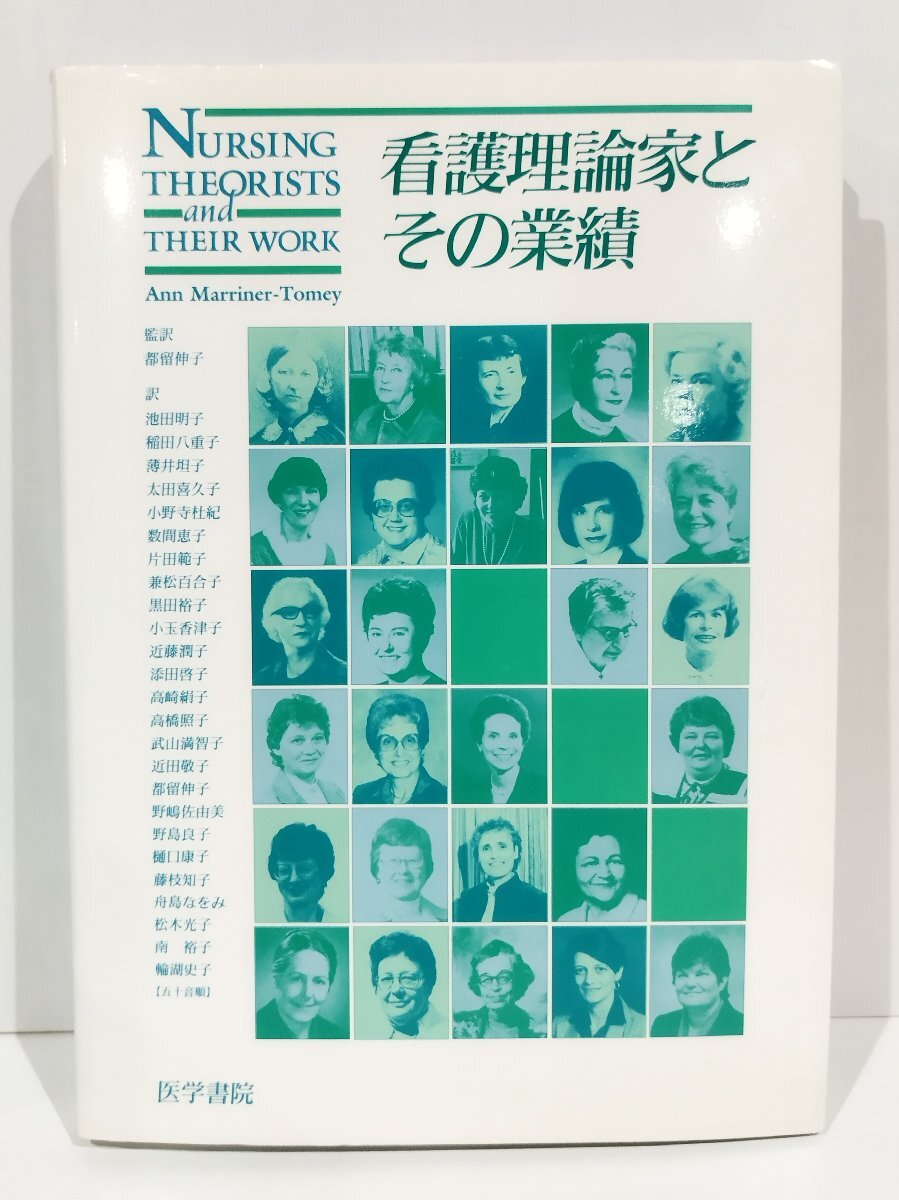 NURSING
THEORISTS
and
THEIR WORK
看護理論家と
その業績
Ann Marriner-Tomey
監訳
都留伸子
訳
池田明子
稲田八重子
薄井坦子
太田喜久子
小野寺杜紀
数間恵子
片田範子
兼松百合子
黒田裕子
小玉香津子
近藤潤子
添田啓子
高崎絹子
高橋照子
武山満智子
近田敬子
都留伸子
野嶋佐由美
野島良子
樋口康子
藤枝知子
舟島なをみ
松木光子
南 裕子
輪湖史子
【五十音順】
医学書院